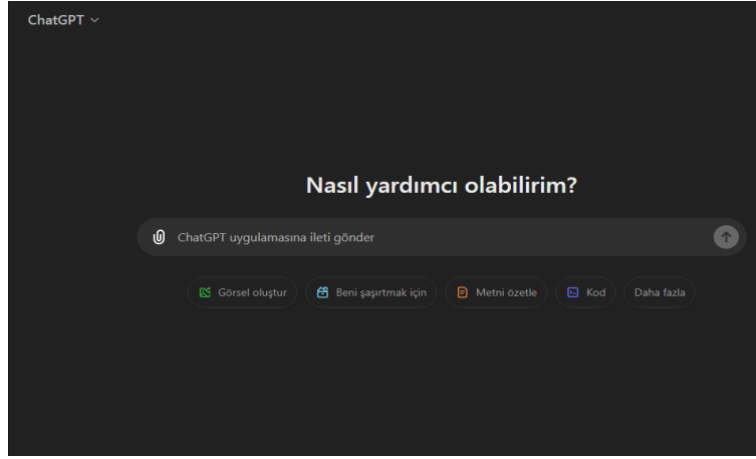 ChatGPT
Nasıl yardımcı olabilirim?
ChatGPT uygulamasına ileti gönder
Görsel oluştur Beni şaşırtmak için Metni özetle Kod Daha fazla